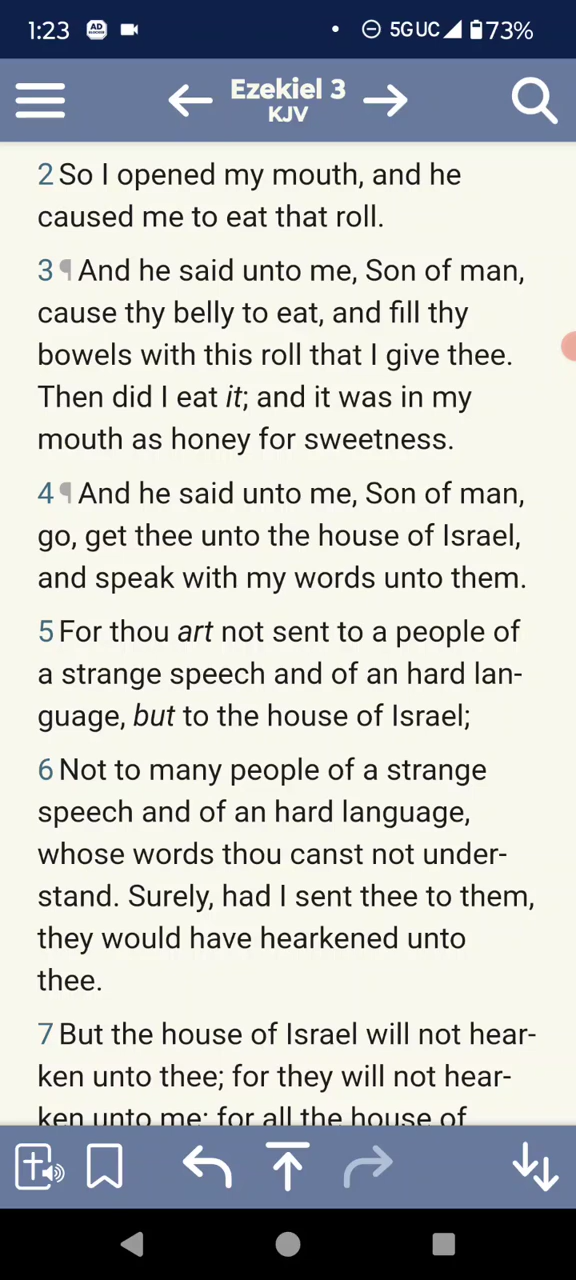 1:23 AD BLOCKER 5G UC 73%
Ezekiel 3
KJV
2 So I opened my mouth, and he
caused me to eat that roll.
3 ¶ And he said unto me, Son of man,
cause thy belly to eat, and fill thy
bowels with this roll that I give thee.
Then did I eat it; and it was in my
mouth as honey for sweetness.
4 ¶ And he said unto me, Son of man,
go, get thee unto the house of Israel,
and speak with my words unto them.
5 For thou art not sent to a people of
a strange speech and of an hard lan-
guage, but to the house of Israel;
6 Not to many people of a strange
speech and of an hard language,
whose words thou canst not under-
stand. Surely, had I sent thee to them,
they would have hearkened unto
thee.
7 But the house of Israel will not hear-
ken unto thee; for they will not hear-
ken unto me: for all the house of